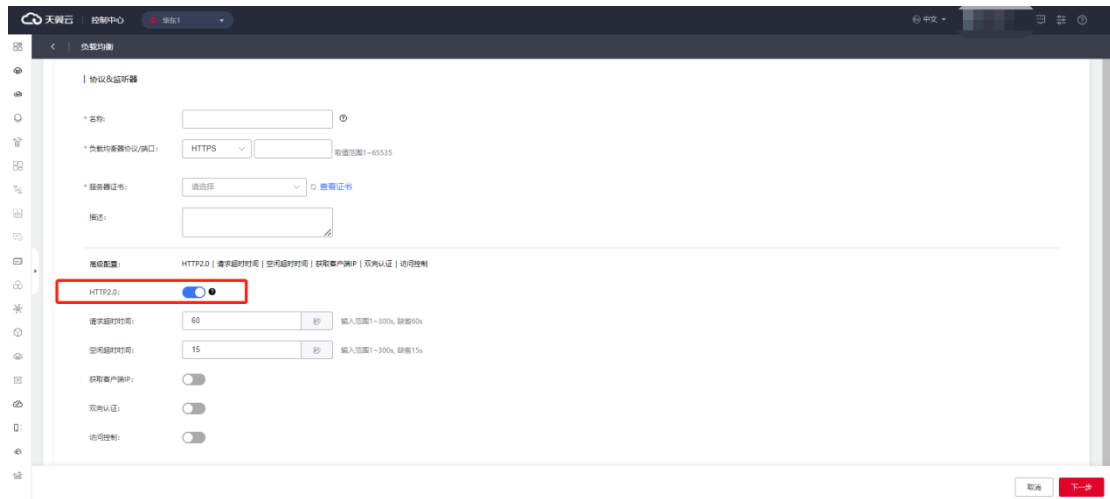 天翼云 控制中心 华东1 中文
负载均衡
协议&监听器
* 名称:
* 负载均衡器协议/端口: HTTPS 取值范围1~65535
* 服务器证书: 请选择 查看证书
描述:
高级配置: HTTP2.0 | 请求超时时间 | 空闲超时时间 | 获取客户端IP | 双向认证 | 访问控制
HTTP2.0:
请求超时时间: 60 秒 输入范围1~300s, 缺省60s
空闲超时时间: 15 秒 输入范围1~300s, 缺省15s
获取客户端IP:
双向认证:
访问控制:
取消 下一步